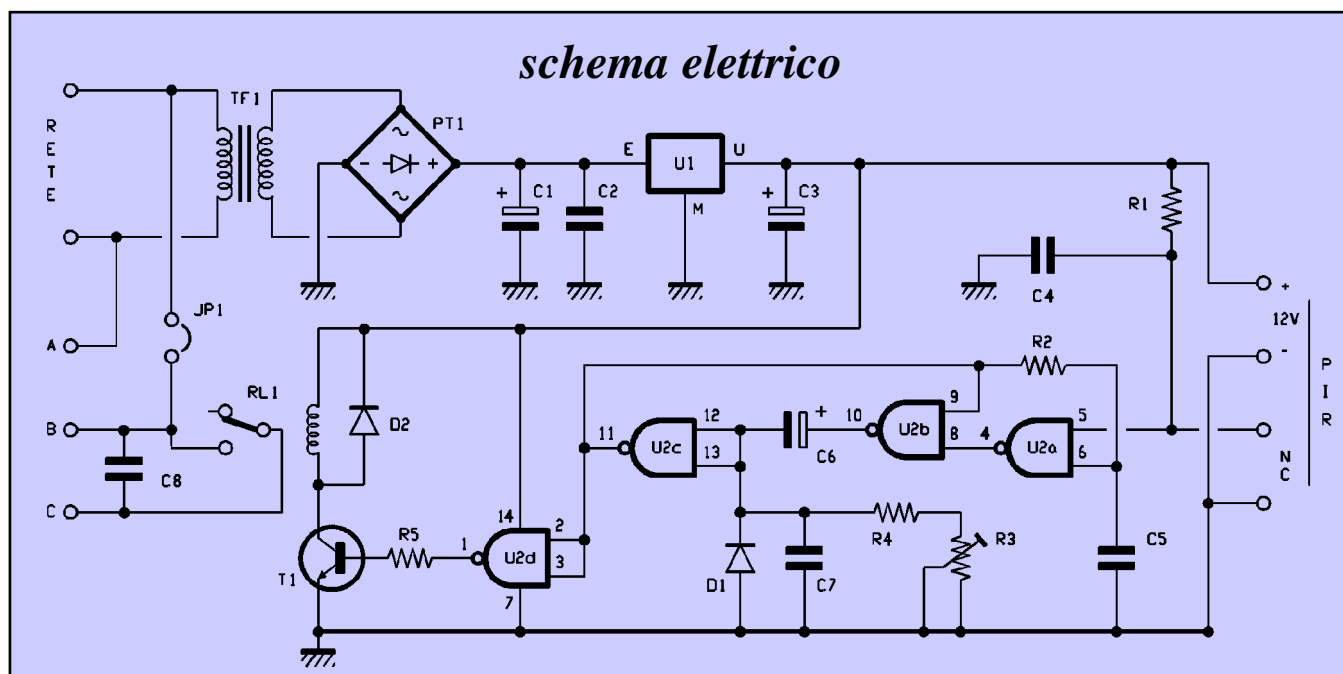 schema elettrico
TF1
RETE
PT1
- +
E U1 U
+ C1
C2
M
+ C3
R1
C4
+
12V
-
PIR
NC
JP1
A
RL1
B
C8
C
D2
R2
12
11 U2c
13
+
C6
9
10 U2b
8
5
4 U2a
6
14
R5
1
2
U2d
3
7
T1
D1
C7
R4
R3
C5